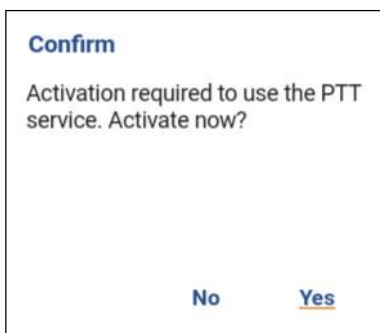 Confirm
Activation required to use the PTT
service. Activate now?
No Yes